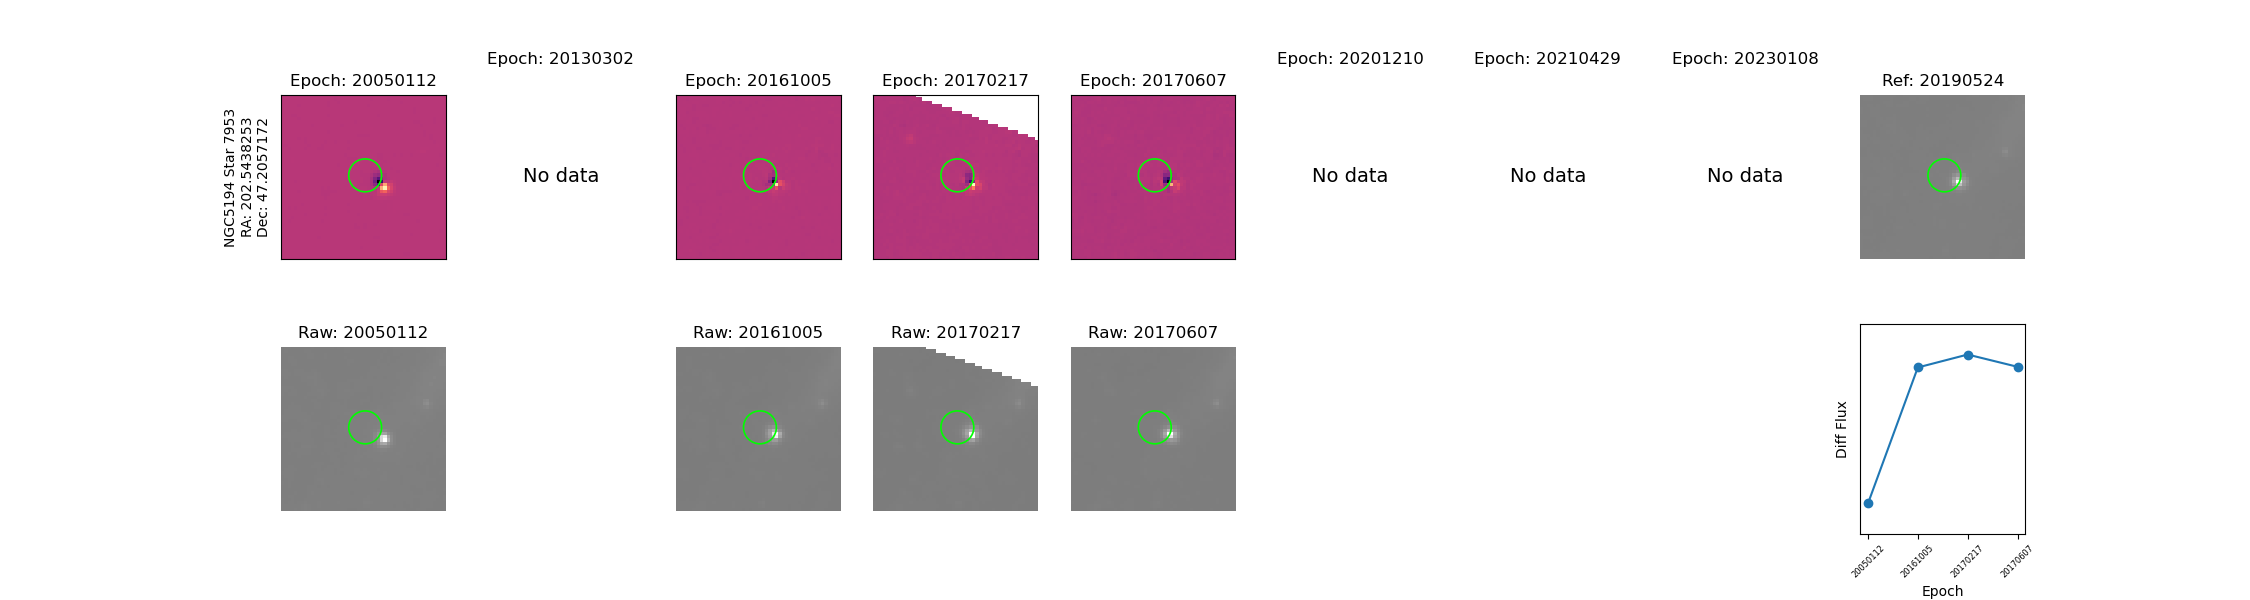 Epoch: 20130302
Epoch: 20201210
Epoch: 20210429
Epoch: 20230108
Epoch: 20050112
Epoch: 20161005
Epoch: 20170217
Epoch: 20170607
Ref: 20190524
NGC5194 Star 7953
RA: 202.5438253
Dec: 47.2057172
No data
No data
No data
No data
Raw: 20050112
Raw: 20161005
Raw: 20170217
Raw: 20170607
Diff Flux
20050112
20161005
20170217
20170607
Epoch